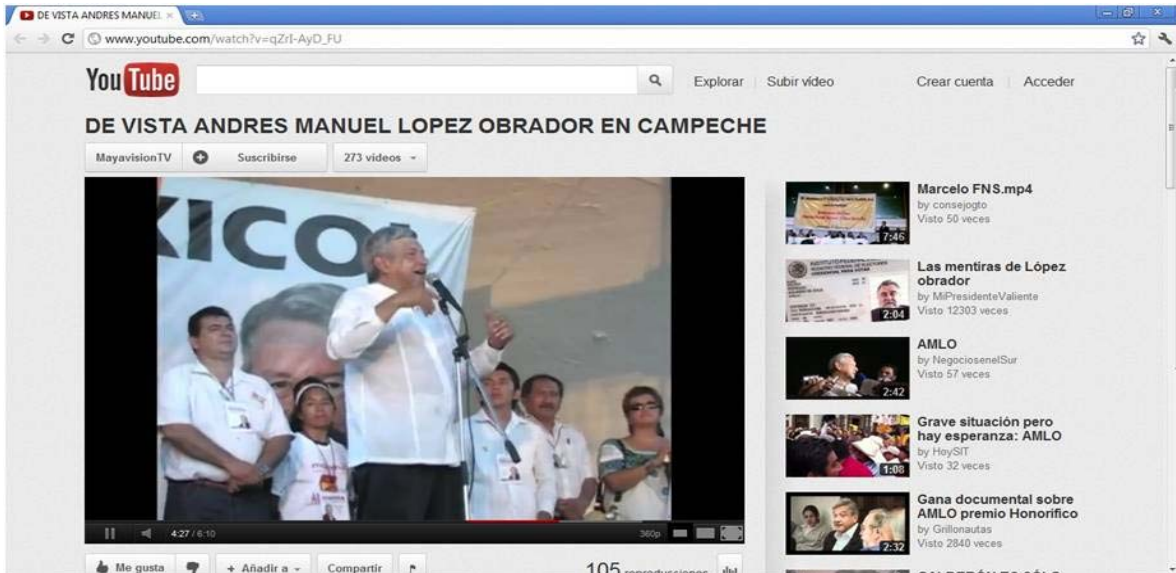 DE VISTA ANDRES MANUEL
www.youtube.com/watch?v=qZrI-AyD_FU
YouTube
Explorar
Subir vídeo
Crear cuenta
Acceder
DE VISTA ANDRES MANUEL LOPEZ OBRADOR EN CAMPECHE
MayavisionTV
Suscribirse
273 vídeos
XICO!
4:27 / 6:10
360p
Me gusta
+ Añadir a
Compartir
105 reproducciones
7:46
Marcelo FNS.mp4
by consejogto
Visto 50 veces
2:04
Las mentiras de López
obrador
by MiPresidenteValiente
Visto 12303 veces
2:42
AMLO
by NegociosenelSur
Visto 57 veces
1:08
Grave situación pero
hay esperanza: AMLO
by HoySIT
Visto 32 veces
2:32
Gana documental sobre
AMLO premio Honorifico
by Grillonautas
Visto 2840 veces